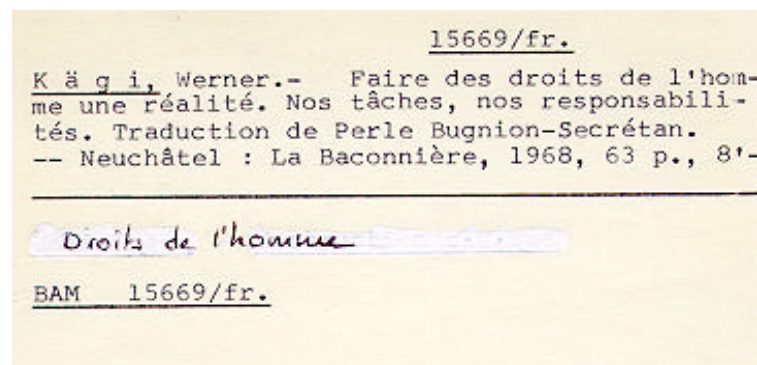 15669/fr.
K ä g i, Werner.- Faire des droits de l'hom-
me une réalité. Nos tâches, nos responsabili-
tés. Traduction de Perle Bugnion-Secrétan.
-- Neuchâtel : La Baconnière, 1968, 63 p., 8'-
Droits de l'homme
BAM 15669/fr.